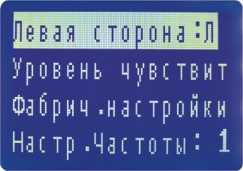 Левая сторона:Л
Уровень чувствит
Фабрич.настройки
Настр.Частоты: 1